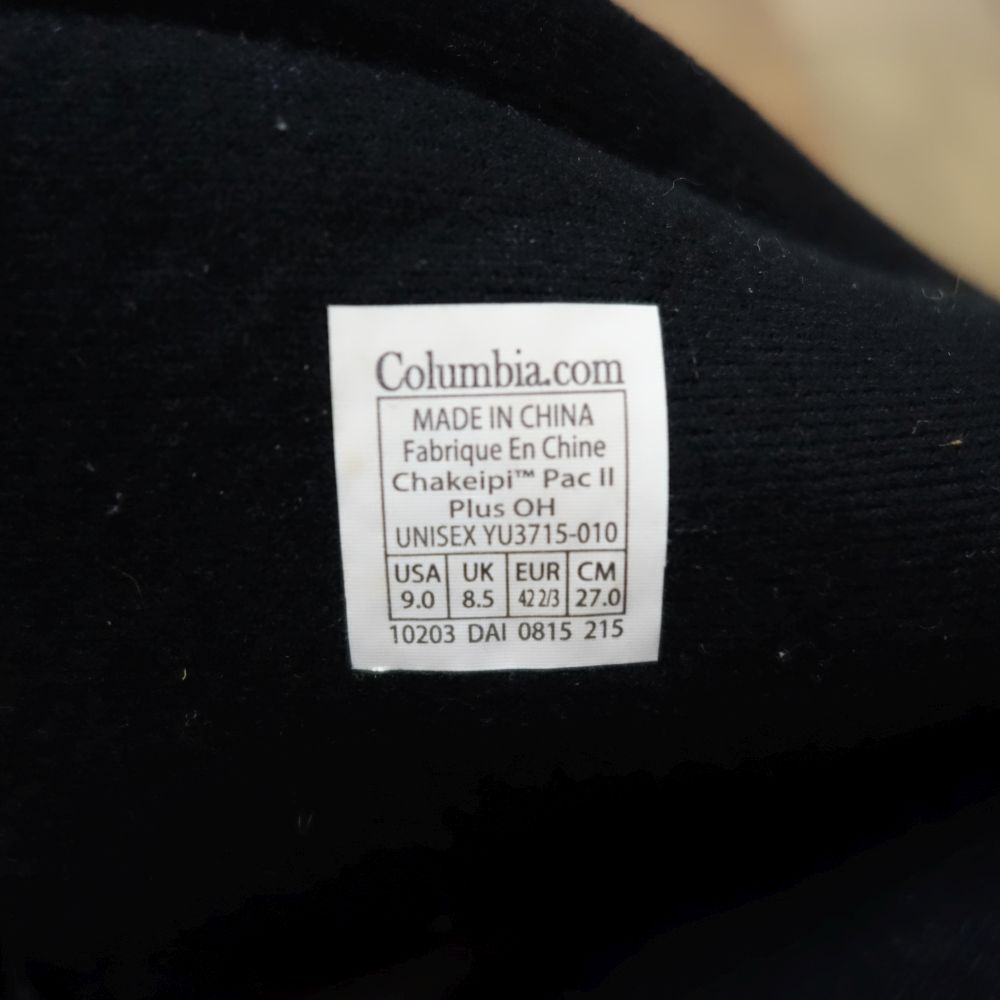 Columbia.com
MADE IN CHINA
Fabrique En Chine
Chakeipi™ Pac II
Plus OH
UNISEX YU3715-010
USA UK EUR CM
9.0 8.5 42 2/3 27.0
10203 DAI 0815 215